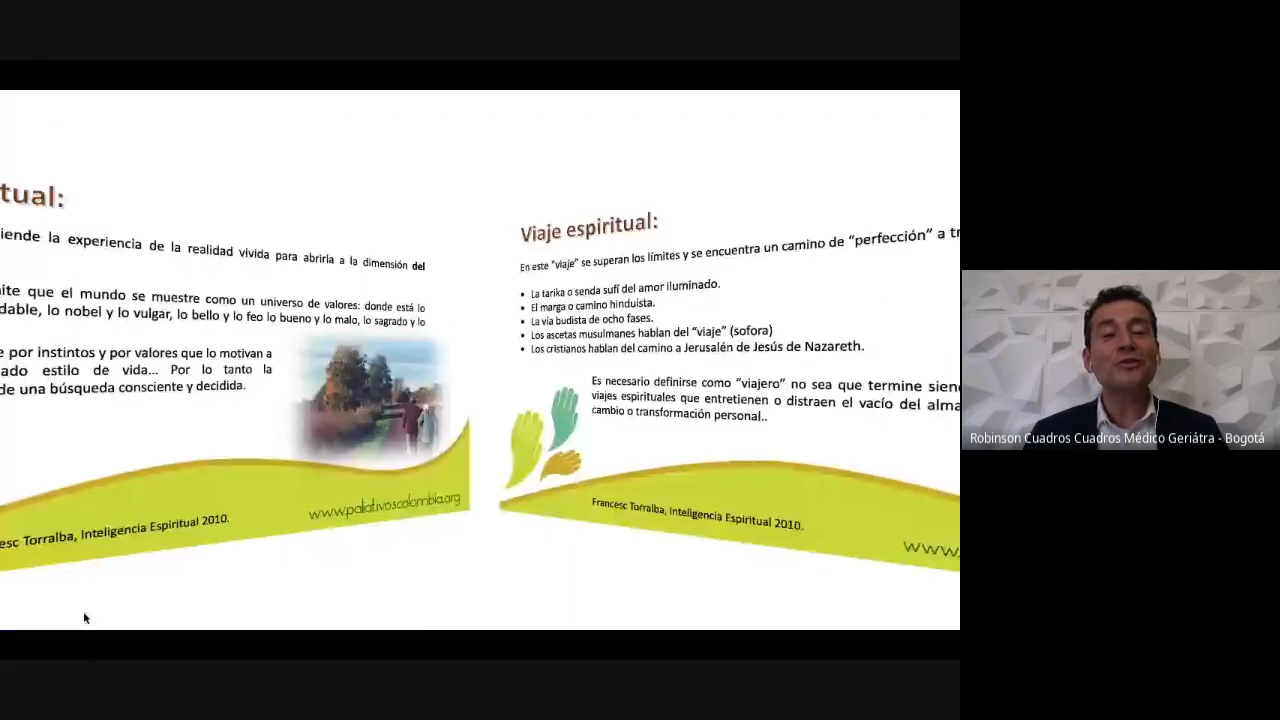 tual:
iende la experiencia de la realidad vivida para abrirla a la dimensión del
ite que el mundo se muestre como un universo de valores: donde está lo
dable, lo nobel y lo vulgar, lo bello y lo feo lo bueno y lo malo, lo sagrado y lo
e por instintos y por valores que lo motivan a
ado estilo de vida... Por lo tanto la
de una búsqueda consciente y decidida.
www.paliativoscolombia.org
esc Torralba, Inteligencia Espiritual 2010.
Viaje espiritual:
En este "viaje" se superan los límites y se encuentra un camino de "perfección" a tr
• La tarika o senda sufí del amor iluminado.
• El marga o camino hinduista.
• La vía budista de ocho fases.
• Los ascetas musulmanes hablan del "viaje" (sofora)
• Los cristianos hablan del camino a Jerusalén de Jesús de Nazareth.
Es necesario definirse como "viajero" no sea que termine sien
viajes espirituales que entretienen o distraen el vacío del alma
cambio o transformación personal..
Francesc Torralba, Inteligencia Espiritual 2010.
www.
Robinson Cuadros Cuadros Médico Geriátra - Bogotá